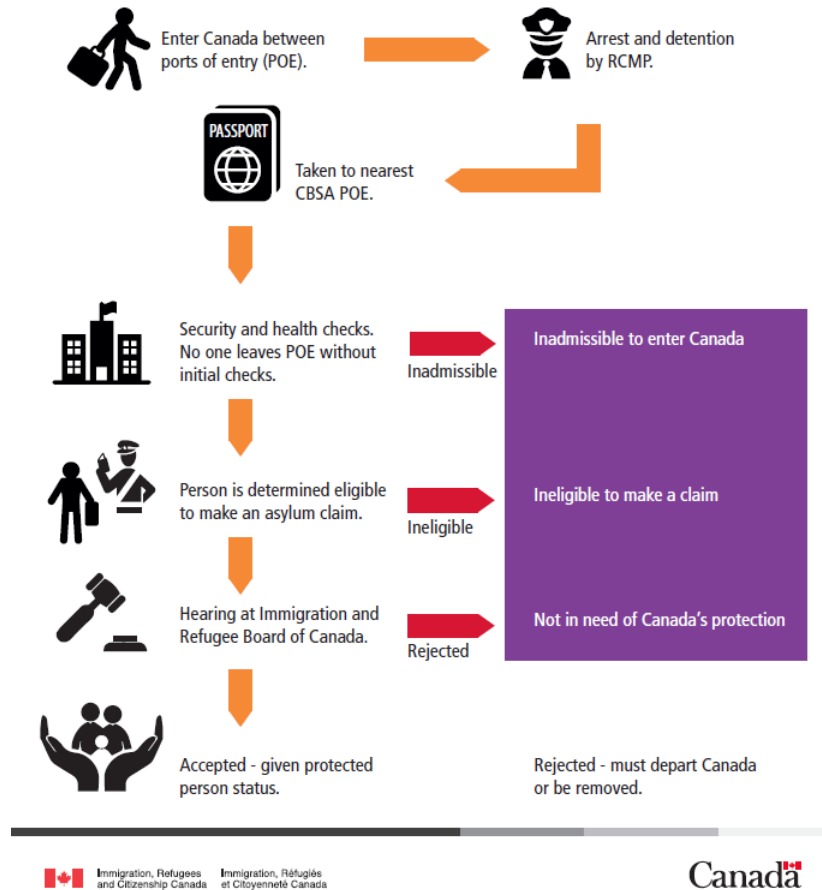 Enter Canada between
ports of entry (POE).
Arrest and detention
by RCMP.
PASSPORT
Taken to nearest
CBSA POE.
Security and health checks.
No one leaves POE without
initial checks.
Inadmissible
Inadmissible to enter Canada
Person is determined eligible
to make an asylum claim.
Ineligible
Ineligible to make a claim
Hearing at Immigration and
Refugee Board of Canada.
Rejected
Not in need of Canada's protection
Accepted - given protected
person status.
Rejected - must depart Canada
or be removed.
Immigration, Refugees
and Citizenship Canada
Immigration, Réfugiés
et Citoyenneté Canada
Canada